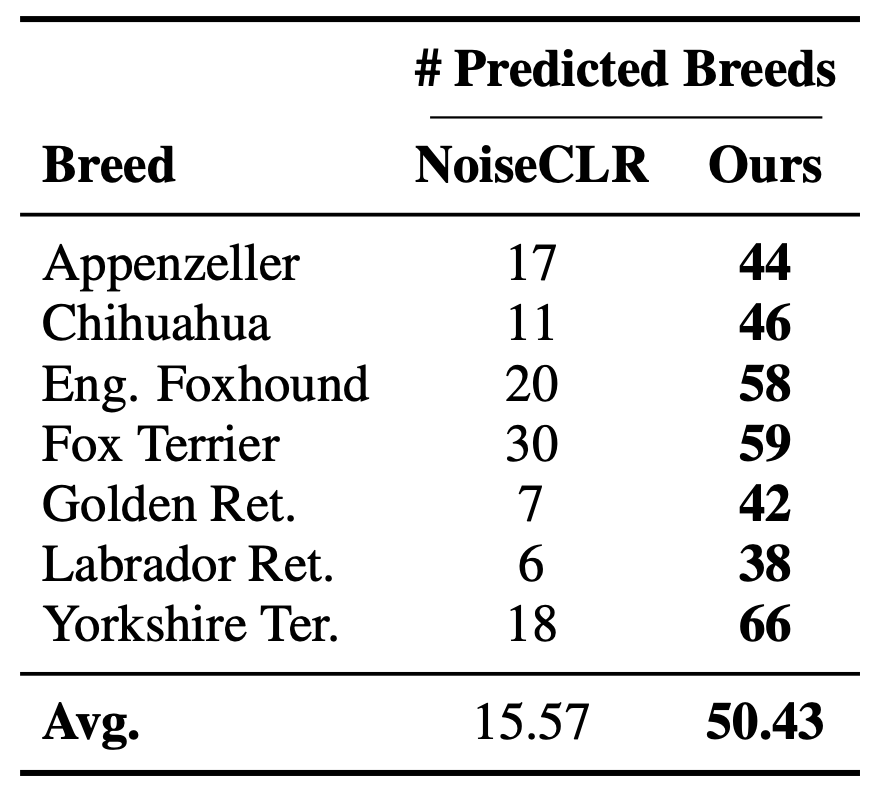 # Predicted Breeds
Breed NoiseCLR Ours
Appenzeller 17 44
Chihuahua 11 46
Eng. Foxhound 20 58
Fox Terrier 30 59
Golden Ret. 7 42
Labrador Ret. 6 38
Yorkshire Ter. 18 66
Avg. 15.57 50.43